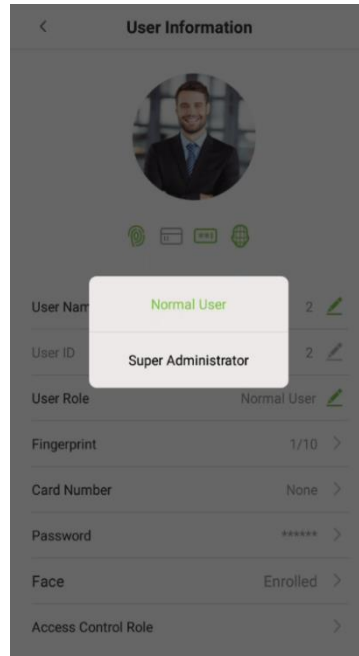 User Information
Normal User
User Nam 2
Super Administrator
User ID 2
User Role Normal User
Fingerprint 1/10
Card Number None
Password ******
Face Enrolled
Access Control Role